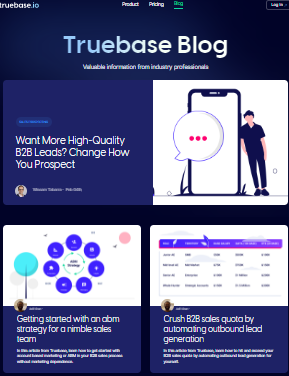 truebase.io
Product Pricing Blog
Log in
Truebase Blog
Valuable information from industry professionals
Want More High-Quality
B2B Leads? Change How
You Prospect
Getting started with an abm
strategy for a nimble sales
team
In this article from Truebase, learn how to get started with
account based marketing or ABM in your B2B sales process
without marketing dependence.
Crush B2B sales quota by
automating outbound lead
generation
In this article from Truebase, learn how to hit and exceed your
B2B sales quota by automating outbound lead generation for
yourself.